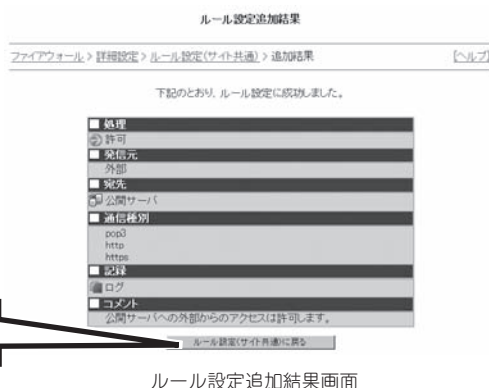 ルール設定追加結果
ファイアウォール > 詳細設定 > ルール設定(サイト共通) > 追加結果 [ヘルプ]
下記のとおり、ルール設定に成功しました。
■ 処理
許可
■ 発信元
外部
■ 宛先
公開サーバ
■ 通信種別
pop3
http
https
■ 記録
ログ
■ コメント
公開サーバへの外部からのアクセスは許可します。
ルール設定(サイト共通)に戻る
ルール設定追加結果画面